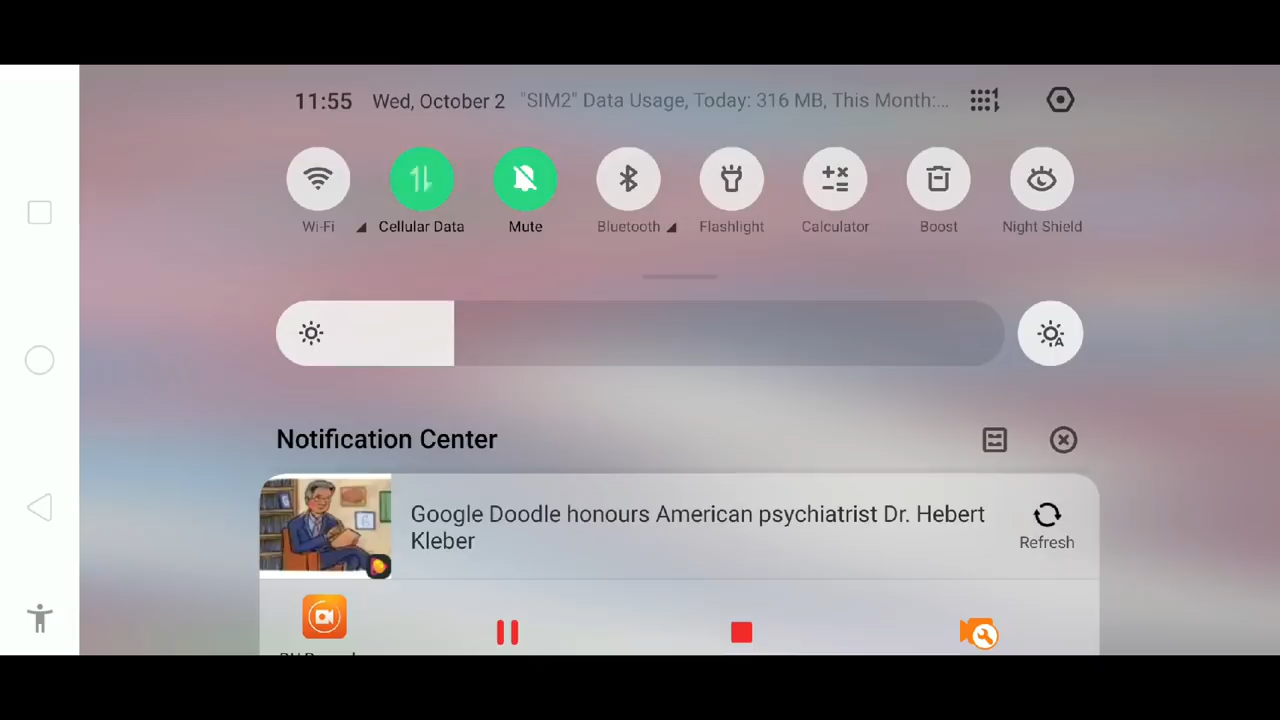 11:55 Wed, October 2 "SIM2" Data Usage, Today: 316 MB, This Month:...
Wi-Fi Cellular Data Mute Bluetooth Flashlight Calculator Boost Night Shield
Notification Center
Google Doodle honours American psychiatrist Dr. Hebert
Kleber
Refresh